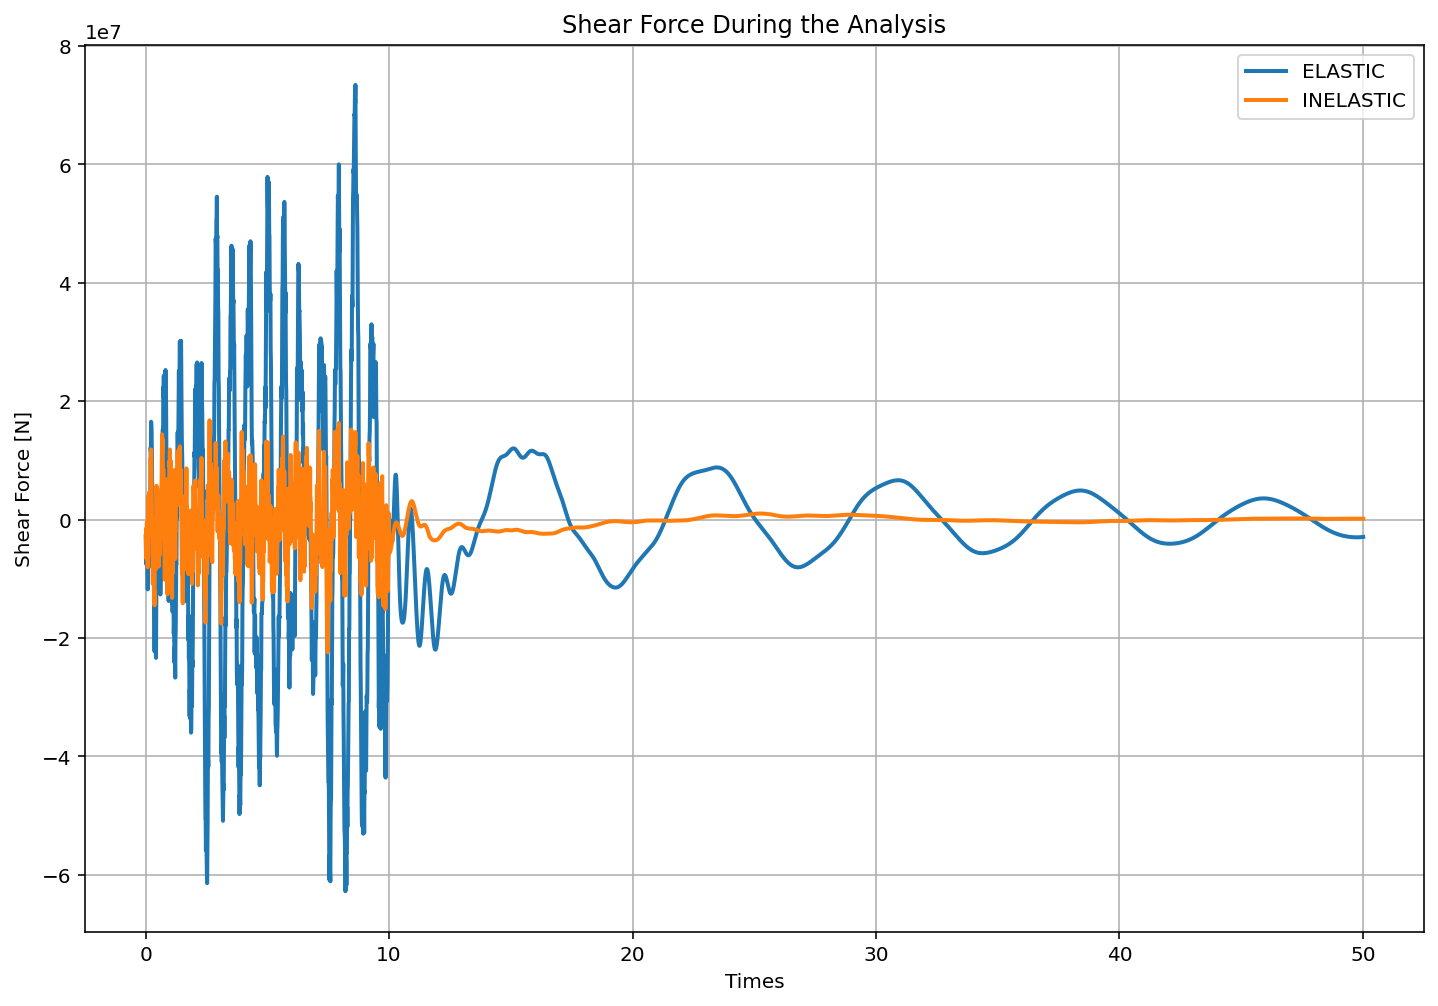 Shear Force During the Analysis
1e7
8
6
4
2
0
−2
−4
−6
Shear Force [N]
ELASTIC
INELASTIC
0 10 20 30 40 50
Times